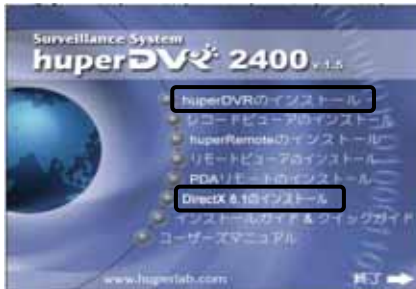 Surveillance System
huperDVR 2400 v.1.5
huperDVRのインストール
レコードビューアのインストール
huperRemoteのインストール
リモートビューアのインストール
PDAリモートのインストール
DirectX 8.1のインストール
インストールガイド & クイックガイド
ユーザーズマニュアル
www.huperlab.com
終了